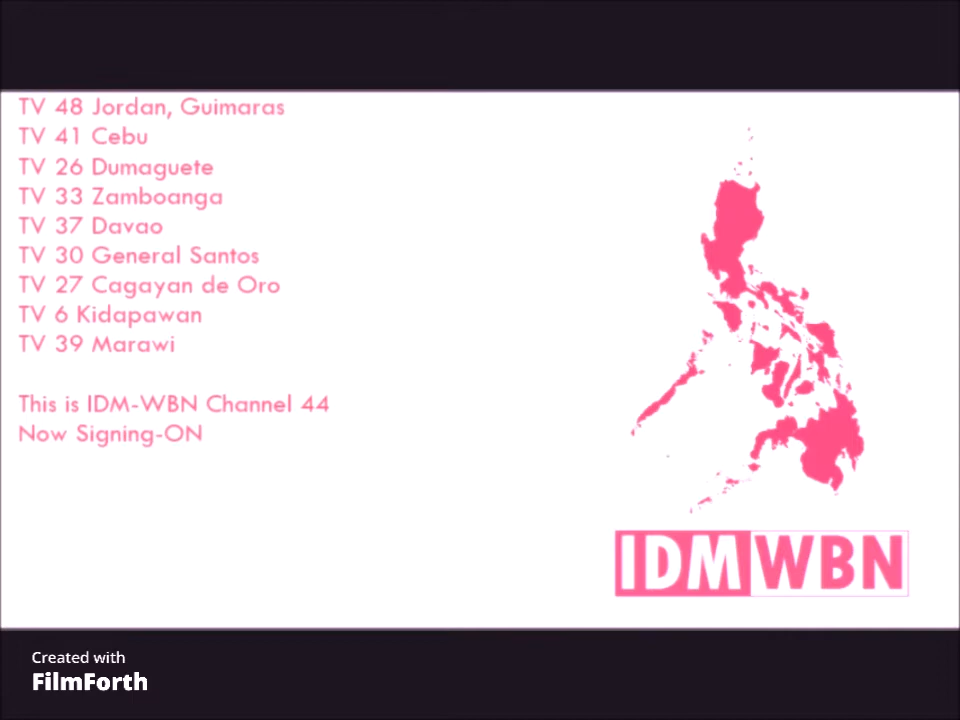 TV 48 Jordan, Guimaras
TV 41 Cebu
TV 26 Dumaguete
TV 33 Zamboanga
TV 37 Davao
TV 30 General Santos
TV 27 Cagayan de Oro
TV 6 Kidapawan
TV 39 Marawi
This is IDM-WBN Channel 44
Now Signing-ON
IDMWBN
Created with
FilmForth